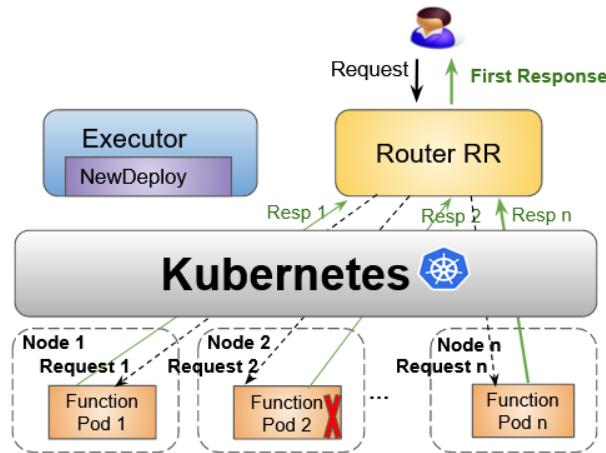 Request
First Response
Executor
NewDeploy
Router RR
Resp 1
Resp 2
Resp n
Kubernetes
Node 1
Request 1
Function
Pod 1
Node 2
Request 2
Function
Pod 2
X
...
Node n
Request n
Function
Pod n